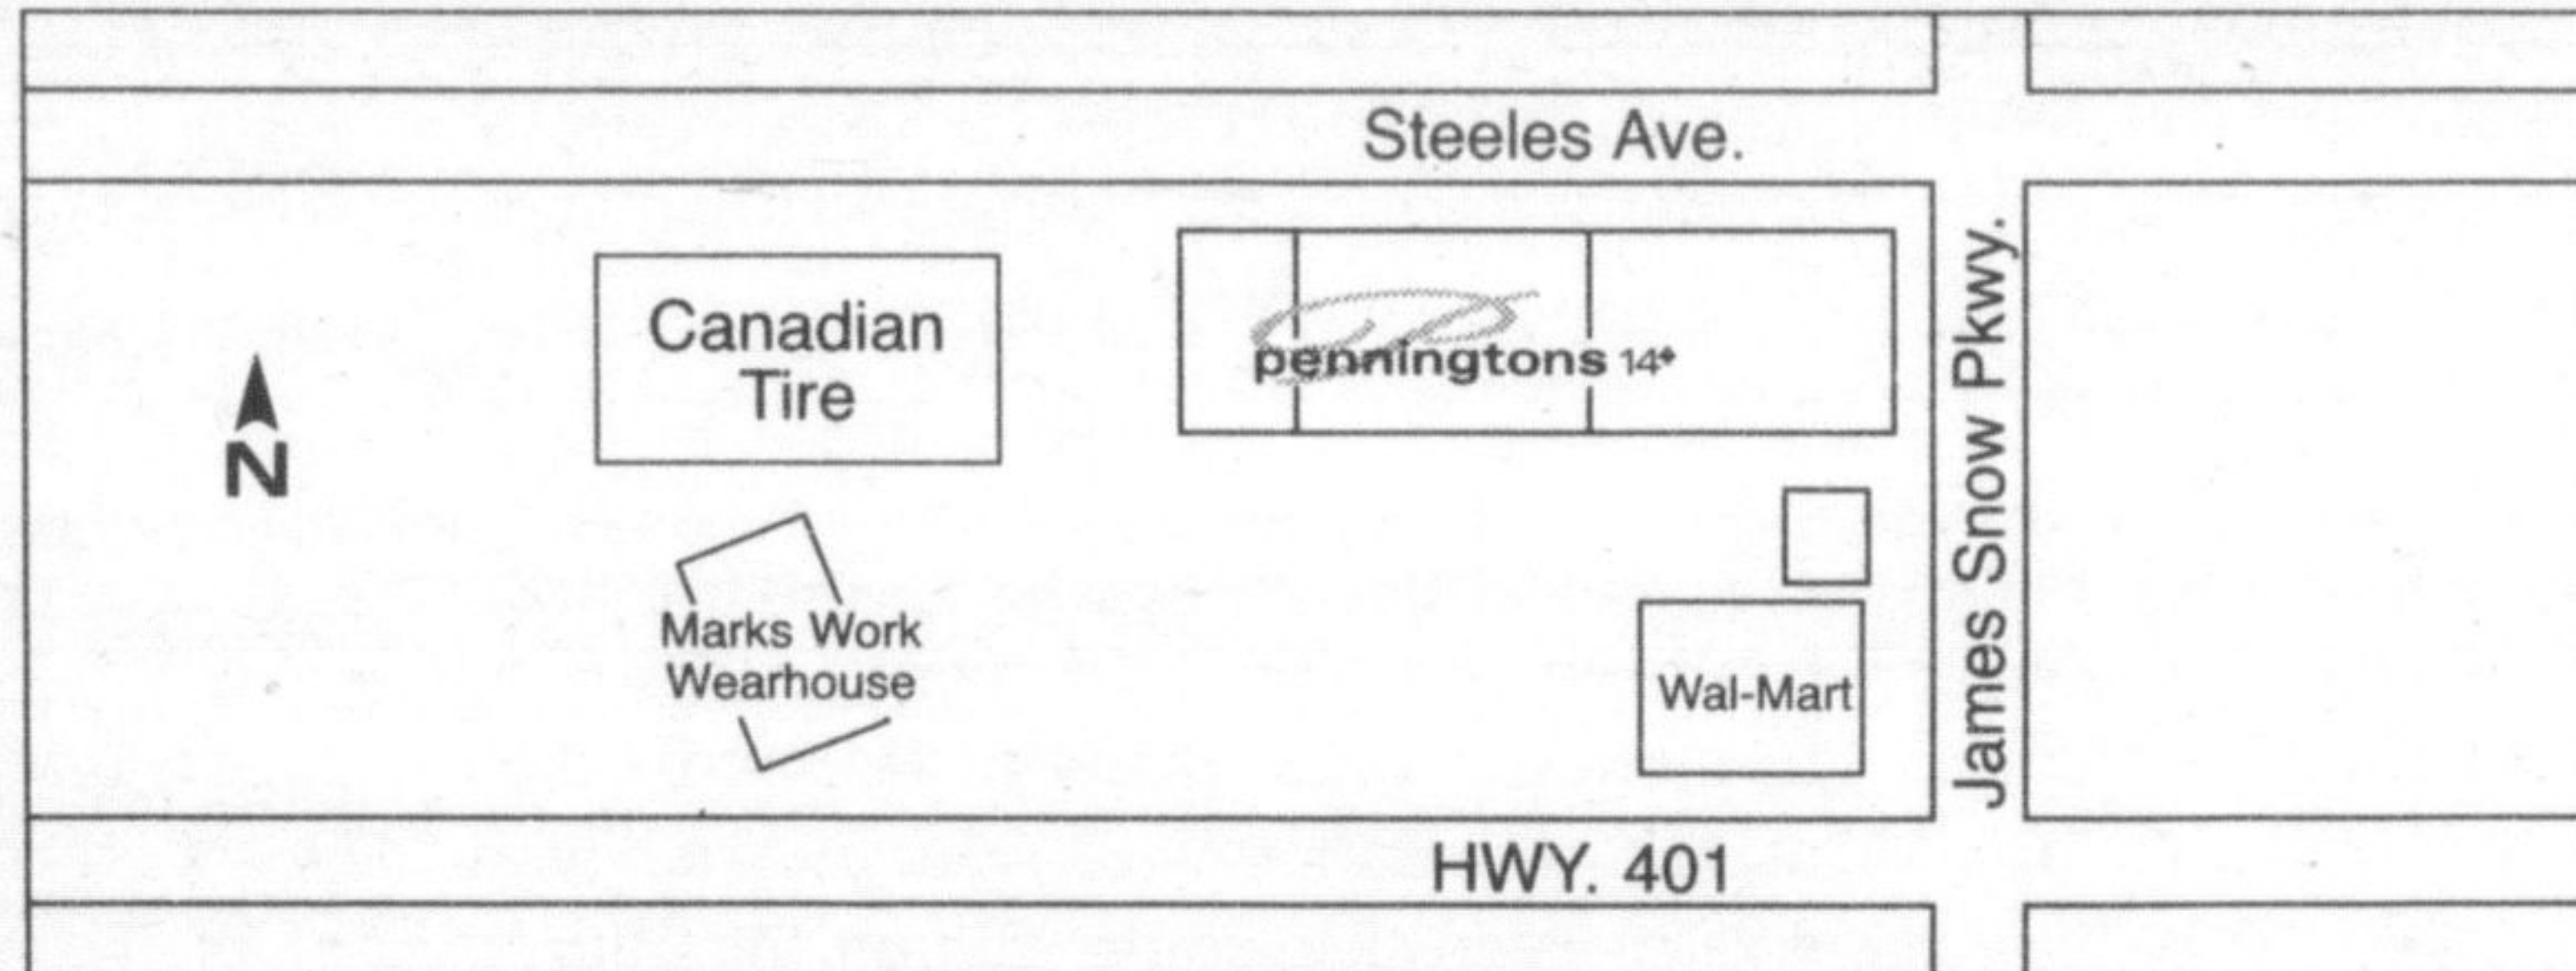 Steeles Ave.
Canadian
Tire
penningtons 14+
N
Marks Work
Wearhouse
Wal-Mart
James Snow Pkwy.
HWY. 401